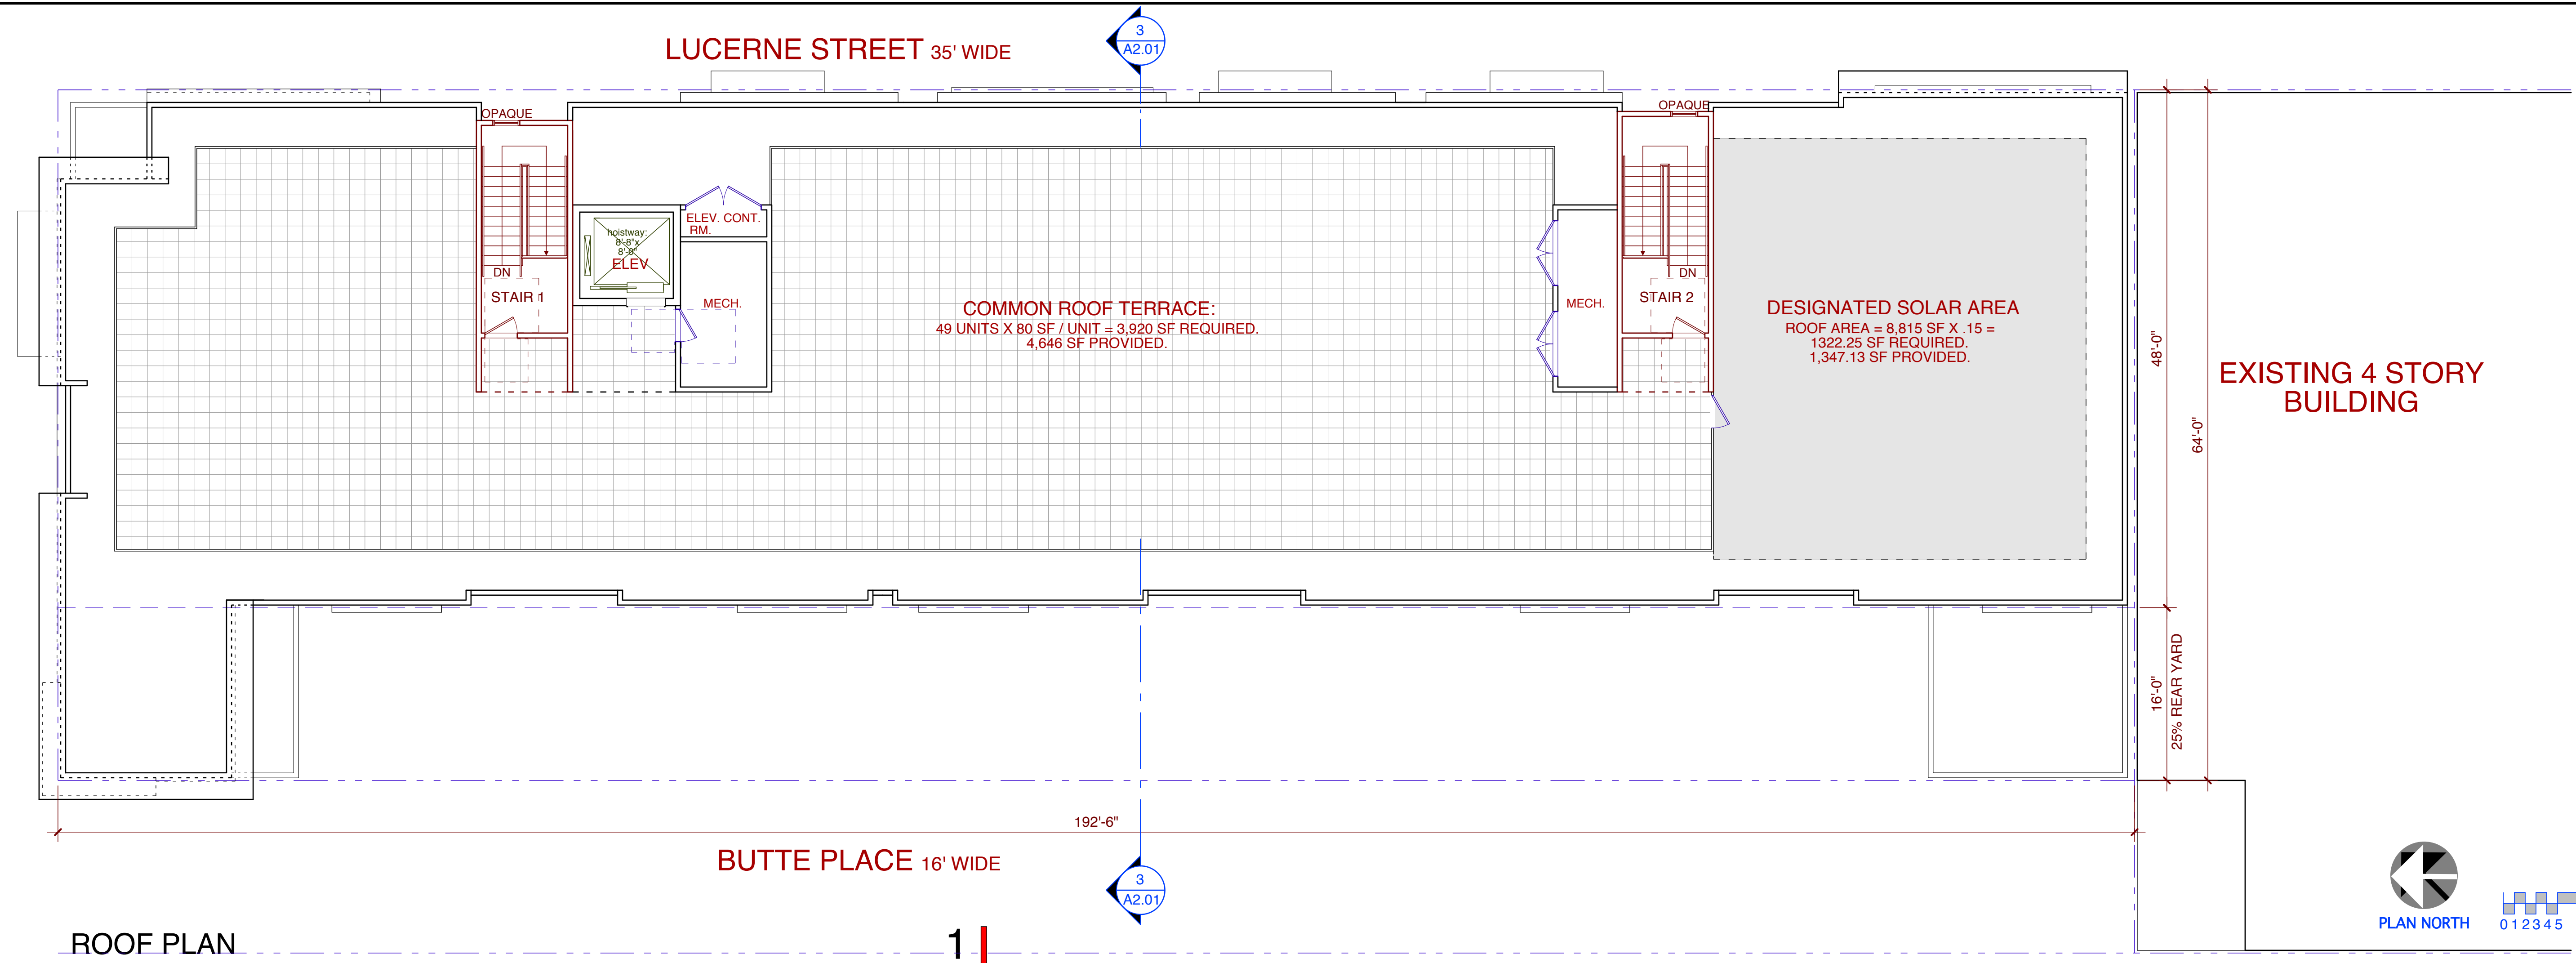 LUCERNE STREET 35' WIDE
3
A2.01
OPAQUE
OPAQUE
ELEV. CONT.
RM.
hoistway:
8'-8"x
ELEV
DN
STAIR 1
MECH.
COMMON ROOF TERRACE:
49 UNITS X 80 SF / UNIT = 3,920 SF REQUIRED.
4,646 SF PROVIDED.
MECH.
DN
STAIR 2
DESIGNATED SOLAR AREA
ROOF AREA = 8,815 SF X .15 =
1322.25 SF REQUIRED.
1,347.13 SF PROVIDED.
48'-0"
64'-0"
EXISTING 4 STORY
BUILDING
16'-0"
25% REAR YARD
192'-6"
BUTTE PLACE 16' WIDE
3
A2.01
PLAN NORTH
0 1 2 3 4 5
ROOF PLAN
1